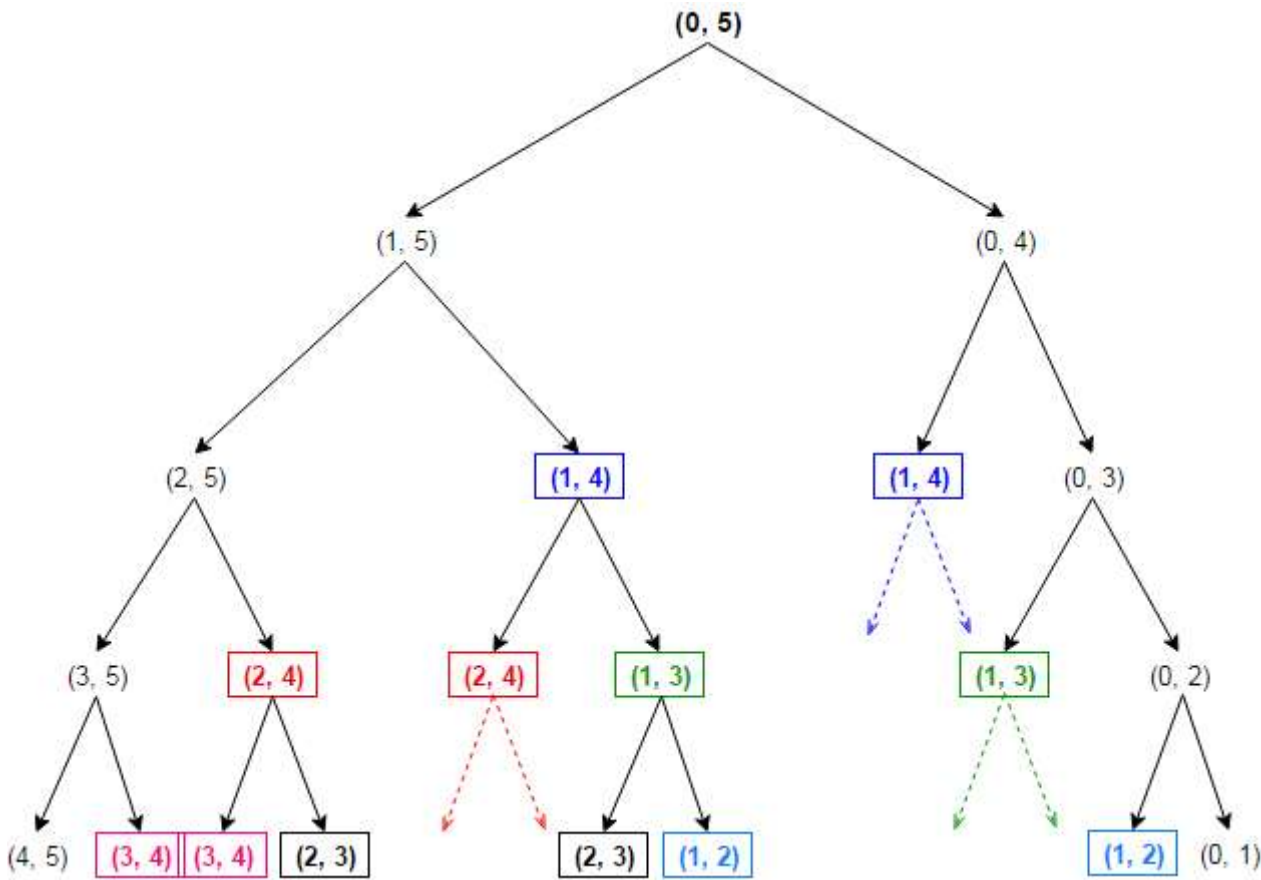 (0, 5)
(1, 5) (0, 4)
(2, 5) (1, 4) (1, 4) (0, 3)
(3, 5) (2, 4) (2, 4) (1, 3) (1, 3) (0, 2)
(4, 5) (3, 4) (3, 4) (2, 3) (2, 3) (1, 2) (1, 2) (0, 1)